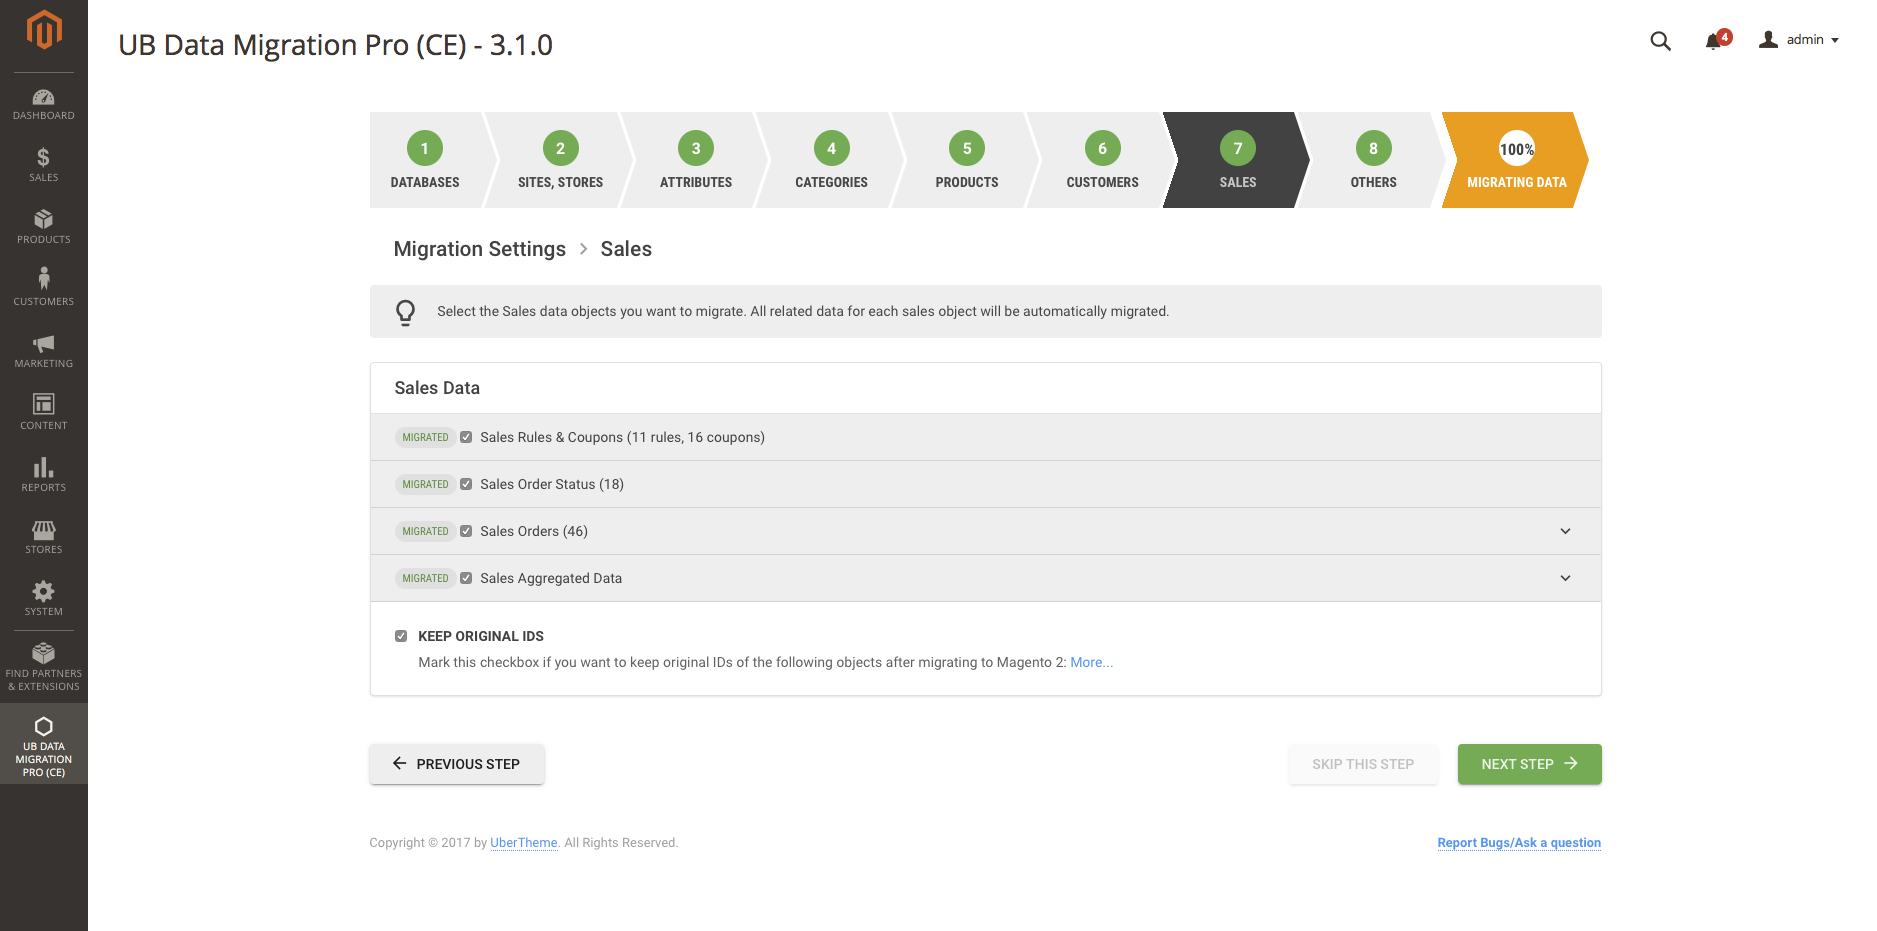 UB Data Migration Pro (CE) - 3.1.0
4
admin
DASHBOARD
SALES
PRODUCTS
CUSTOMERS
MARKETING
CONTENT
REPORTS
STORES
SYSTEM
FIND PARTNERS
& EXTENSIONS
UB DATA
MIGRATION
PRO (CE)
1
DATABASES
2
SITES, STORES
3
ATTRIBUTES
4
CATEGORIES
5
PRODUCTS
6
CUSTOMERS
7
SALES
8
OTHERS
100%
MIGRATING DATA
Migration Settings > Sales
Select the Sales data objects you want to migrate. All related data for each sales object will be automatically migrated.
Sales Data
MIGRATED Sales Rules & Coupons (11 rules, 16 coupons)
MIGRATED Sales Order Status (18)
MIGRATED Sales Orders (46)
MIGRATED Sales Aggregated Data
KEEP ORIGINAL IDS
Mark this checkbox if you want to keep original IDs of the following objects after migrating to Magento 2: More...
PREVIOUS STEP
SKIP THIS STEP
NEXT STEP
Copyright © 2017 by UberTheme. All Rights Reserved.
Report Bugs/Ask a question